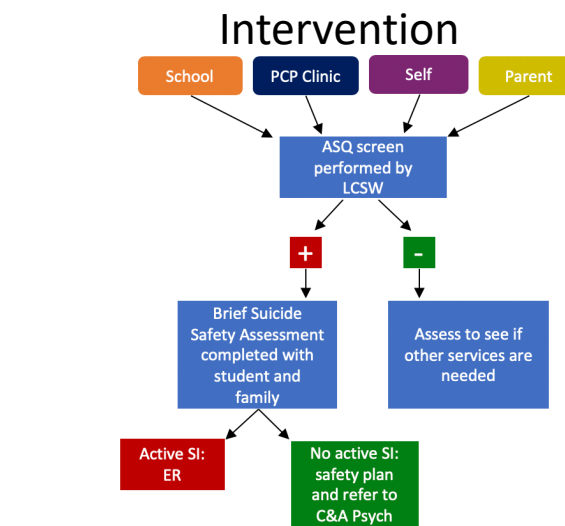 Intervention
School
PCP Clinic
Self
Parent
ASQ screen
performed by
LCSW
+
-
Brief Suicide
Safety Assessment
completed with
student and
family
Assess to see if
other services are
needed
Active SI:
ER
No active SI:
safety plan
and refer to
C&A Psych